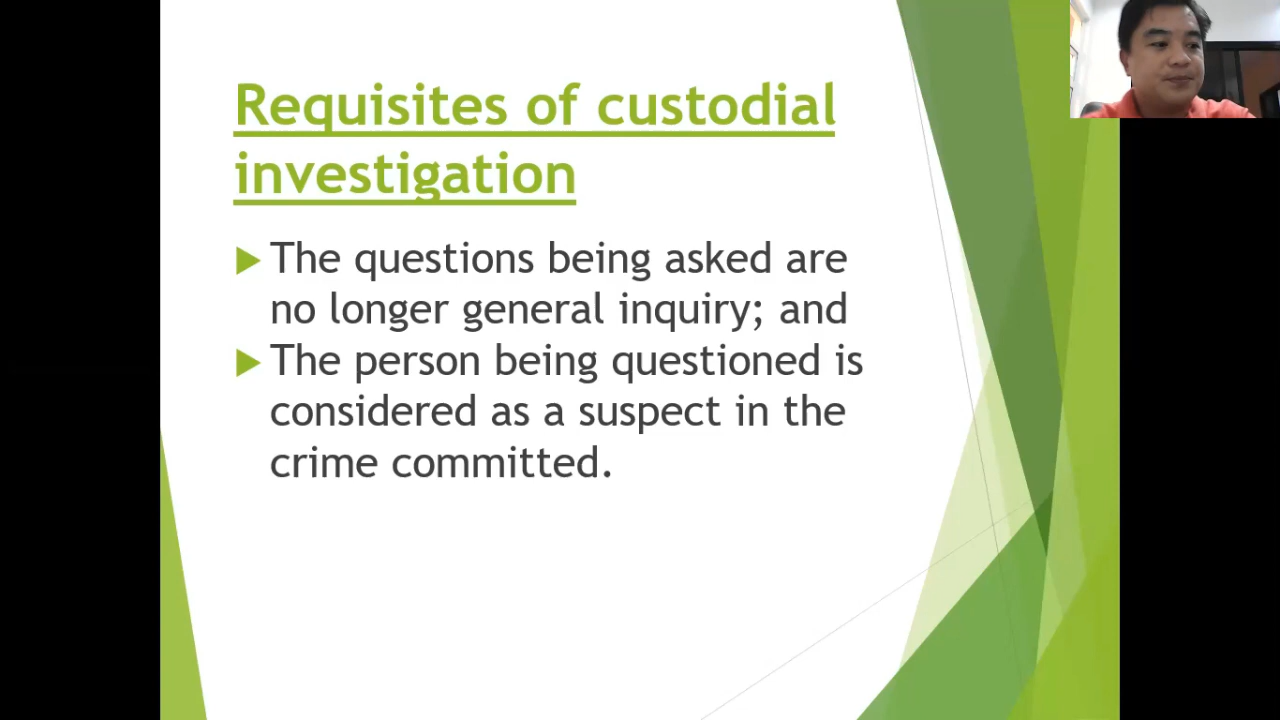 Requisites of custodial
investigation
The questions being asked are
no longer general inquiry; and
The person being questioned is
considered as a suspect in the
crime committed.